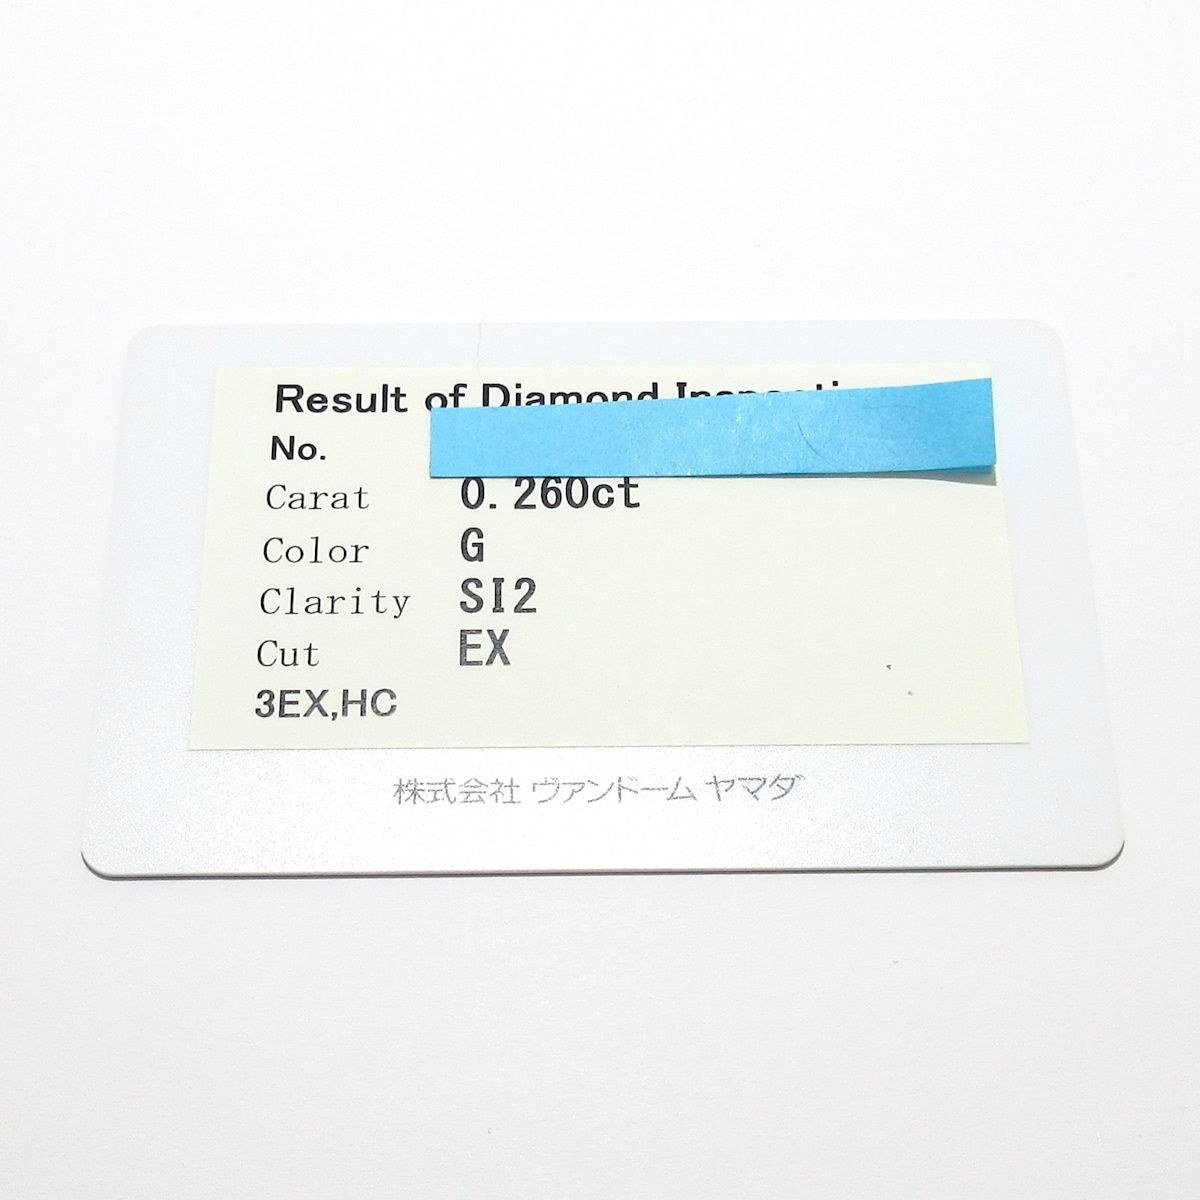 Result of Diamond Inspection
No.
Carat 0.260ct
Color G
Clarity SI2
Cut EX
3EX,HC
株式会社 ヴァンドーム ヤマダ